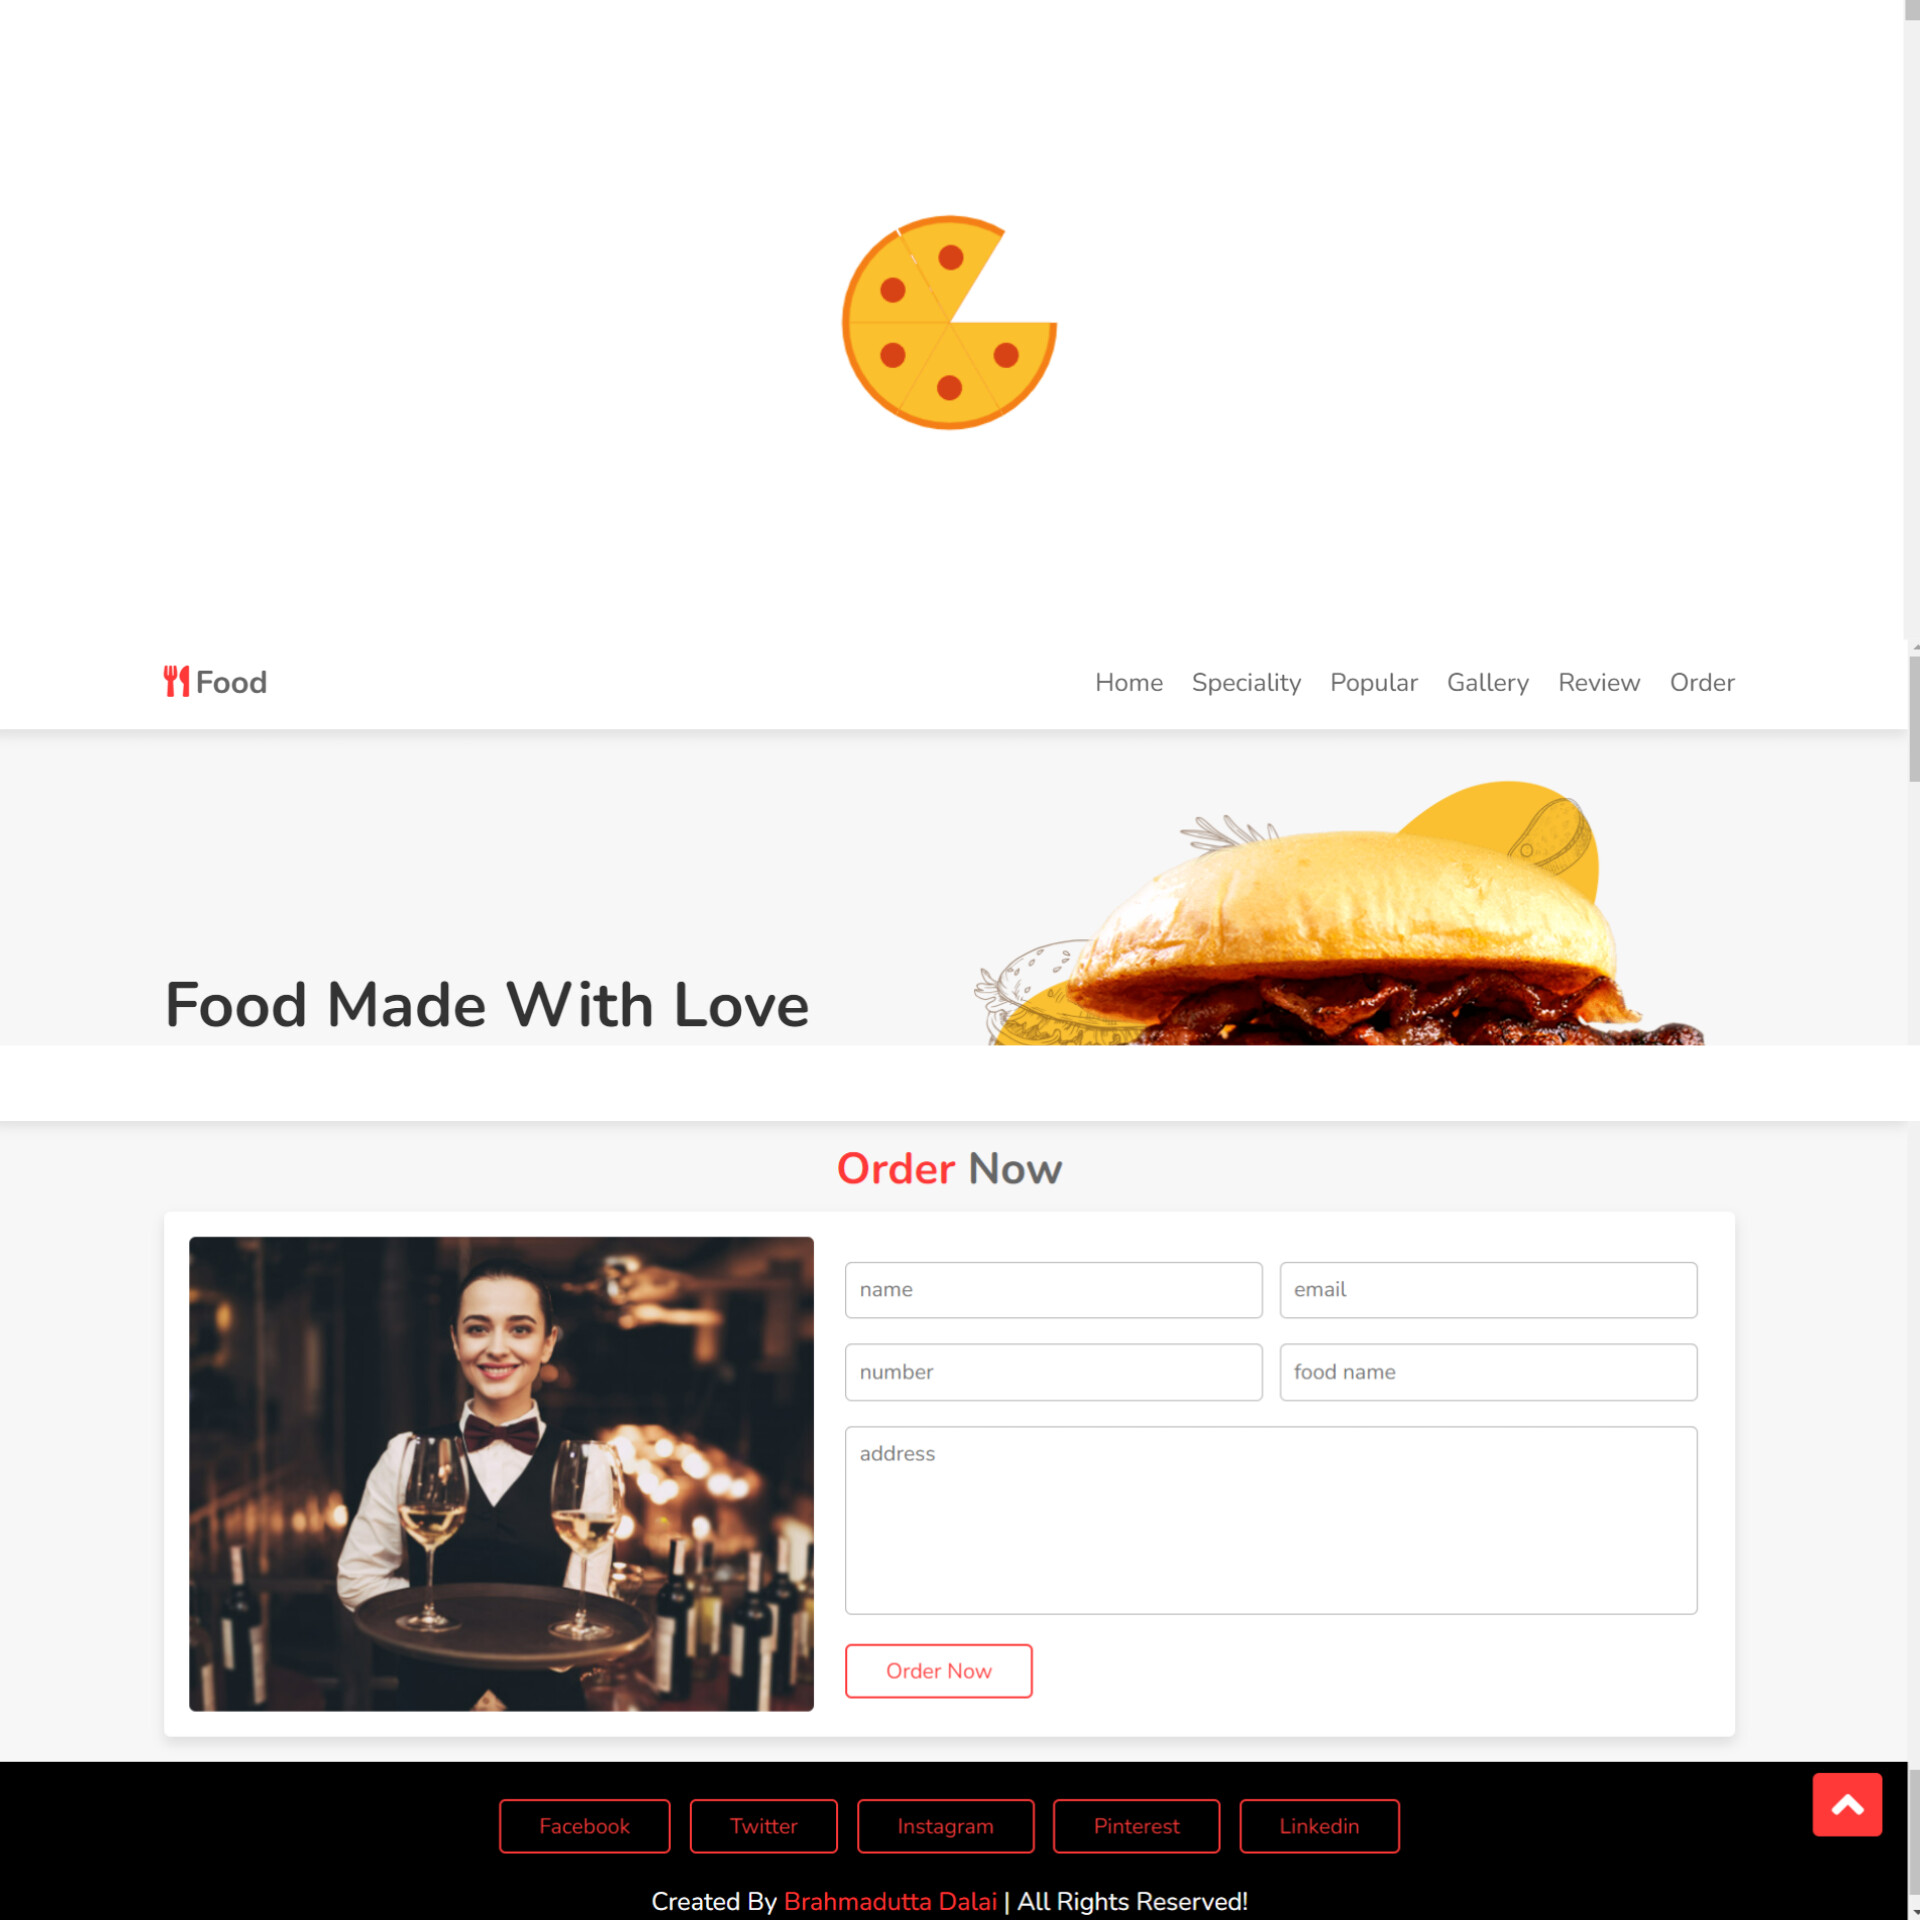 Food
Home Speciality Popular Gallery Review Order
Food Made With Love
Order Now
name email
number food name
address
Order Now
Facebook Twitter Instagram Pinterest Linkedin
Created By Brahmadutta Dalai | All Rights Reserved!